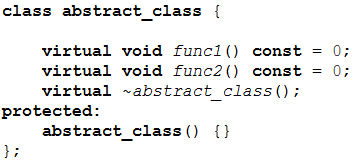 class abstract_class {
virtual void func1() const = 0;
virtual void func2() const = 0;
virtual ~abstract_class();
protected:
abstract_class() {}
};